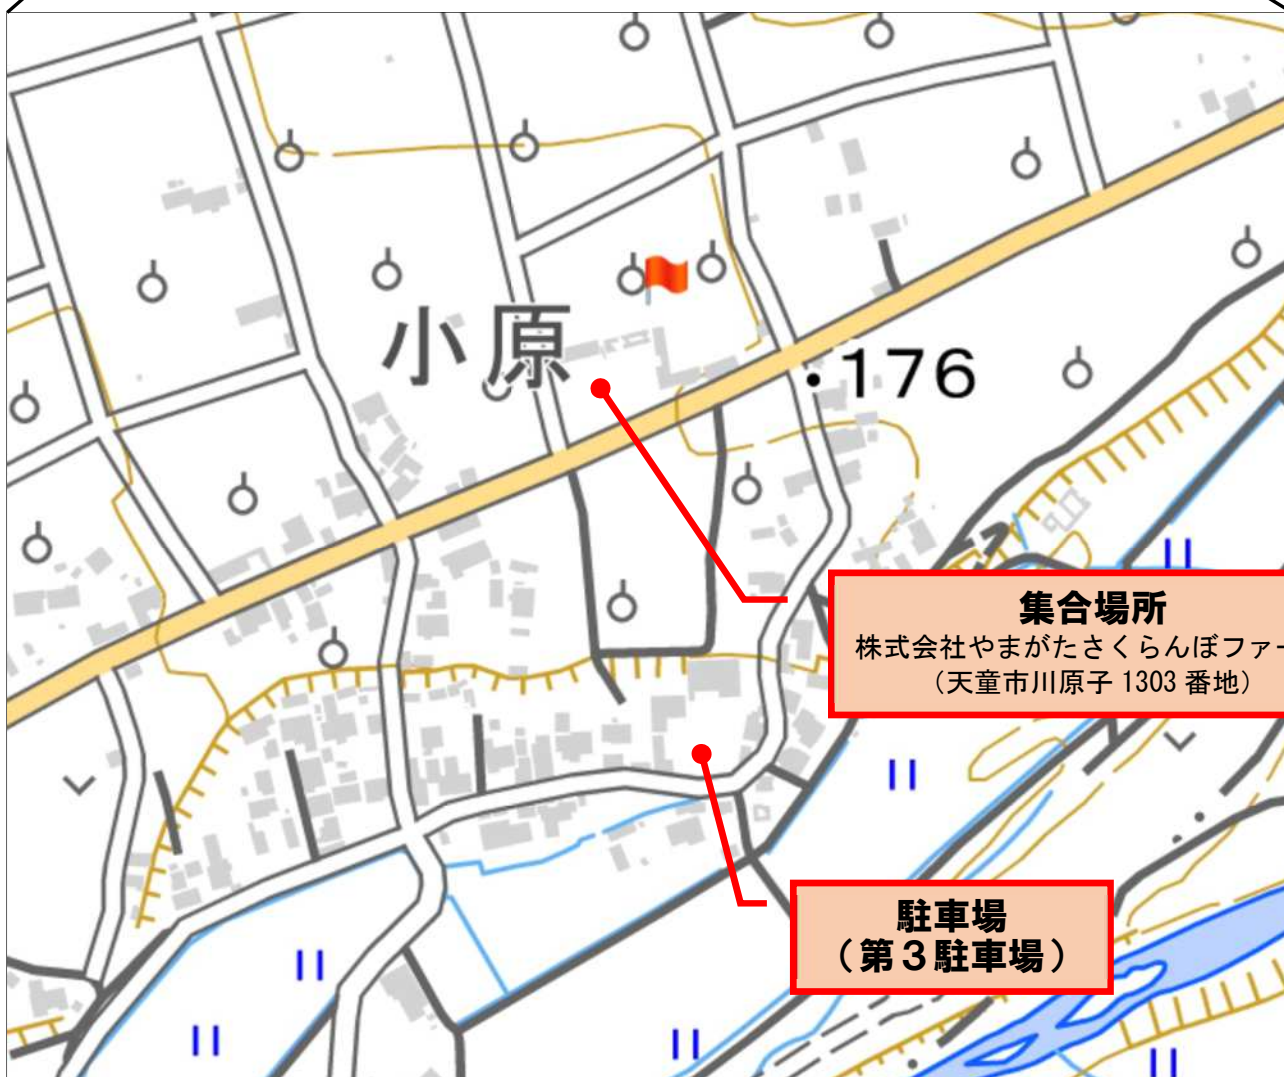 小原
176
集合場所
株式会社やまがたさくらんぼファー
(天童市川原子 1303 番地)
駐車場
(第3駐車場)